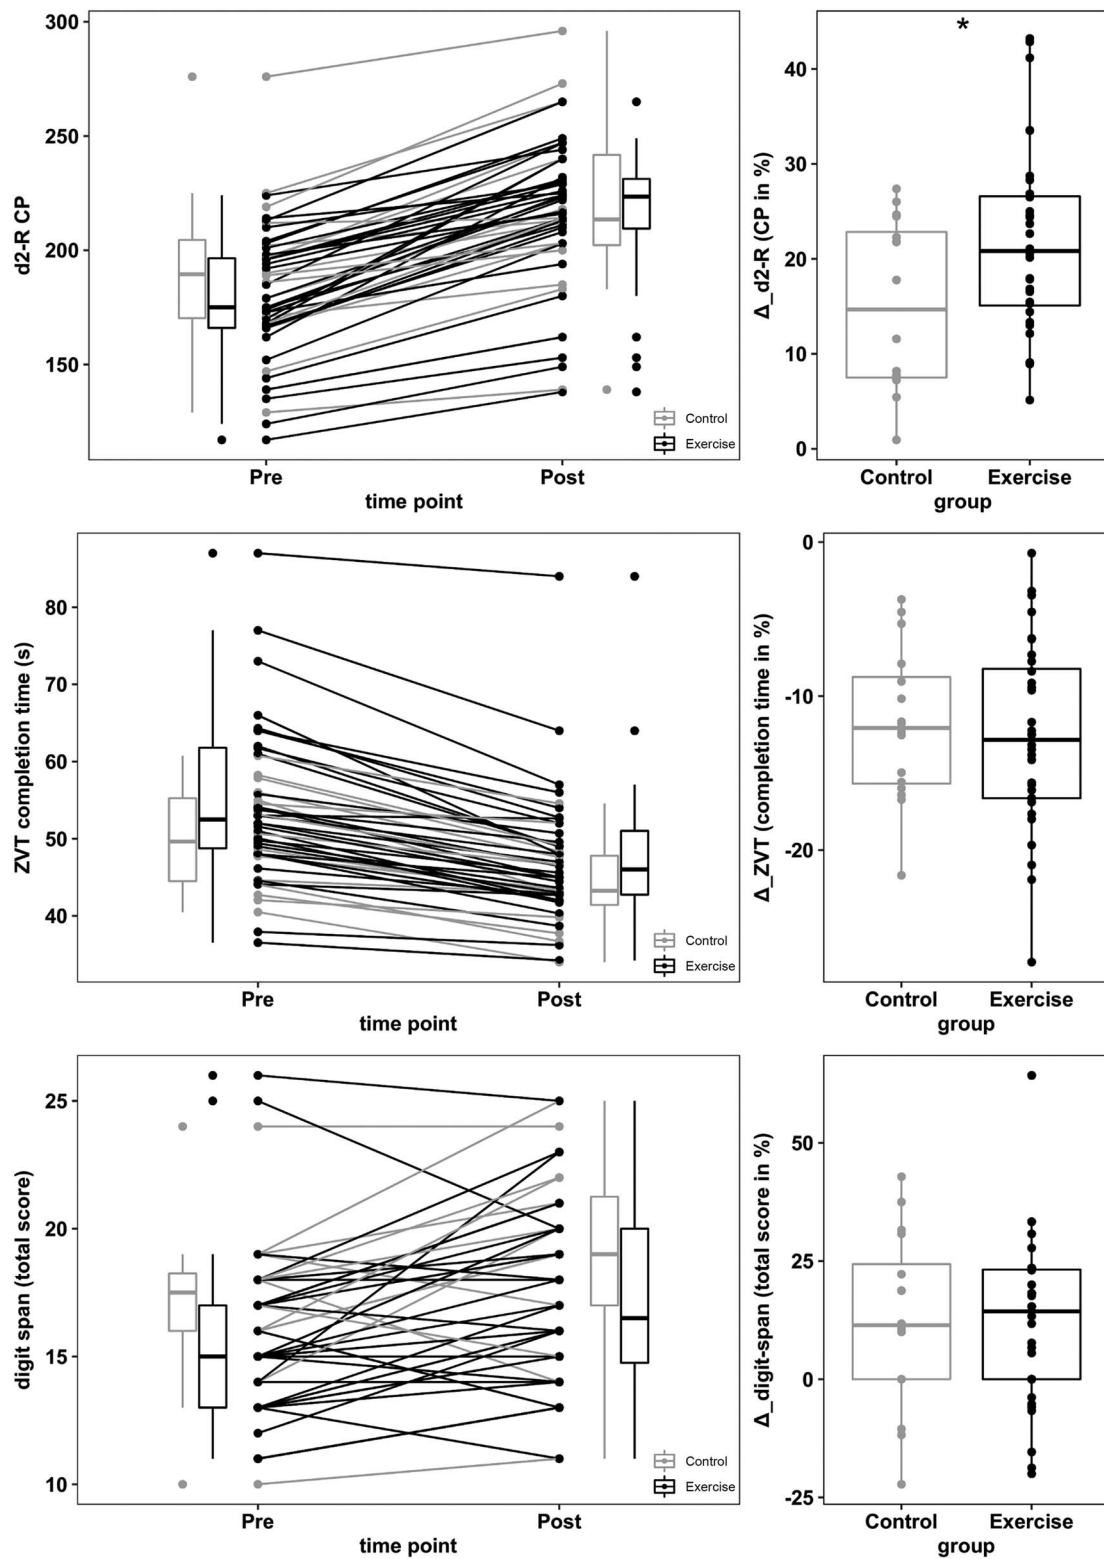 300
250
200
150
d2-R CP
Control
Exercise
Pre Post
time point
*
40
30
20
10
0
Δ_d2-R (CP in %)
Control Exercise
group
80
70
60
50
40
ZVT completion time (s)
Control
Exercise
Pre Post
time point
0
-10
-20
Δ_ZVT (completion time in %)
Control Exercise
group
25
20
15
10
digit span (total score)
Control
Exercise
Pre Post
time point
50
25
0
-25
Δ_digit-span (total score in %)
Control Exercise
group